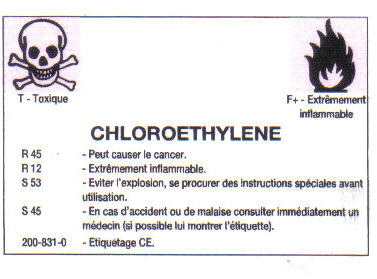 T - Toxique
F+ - Extrêmement
inflammable
CHLOROETHYLENE
R 45 - Peut causer le cancer.
R 12 - Extrêmement inflammable.
S 53 - Eviter l'explosion, se procurer des instructions spéciales avant
utilisation.
S 45 - En cas d'accident ou de malaise consulter immédiatement un
médecin (si possible lui montrer l'étiquette).
200-831-0 - Etiquetage CE.